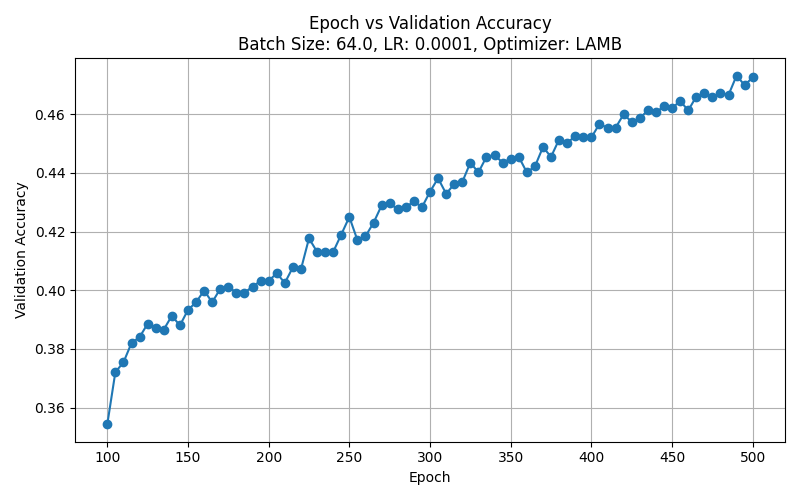 Epoch vs Validation Accuracy
Batch Size: 64.0, LR: 0.0001, Optimizer: LAMB
Validation Accuracy
0.46
0.44
0.42
0.40
0.38
0.36
100 150 200 250 300 350 400 450 500
Epoch